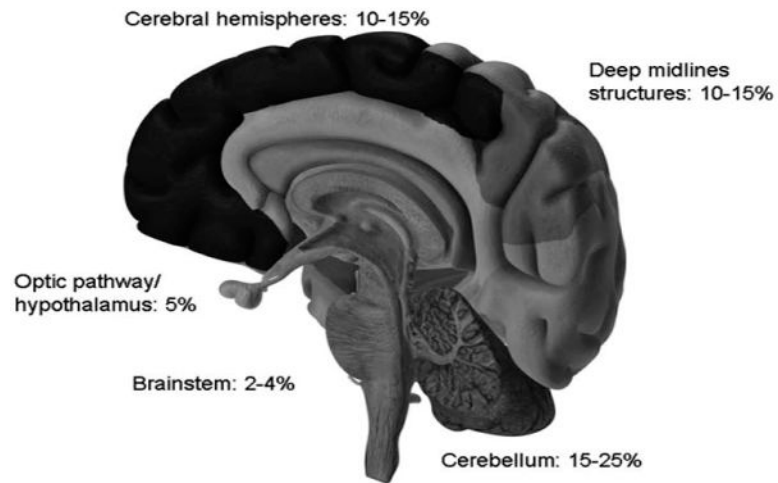 Cerebral hemispheres: 10-15%
Deep midlines
structures: 10-15%
Optic pathway/
hypothalamus: 5%
Brainstem: 2-4%
Cerebellum: 15-25%